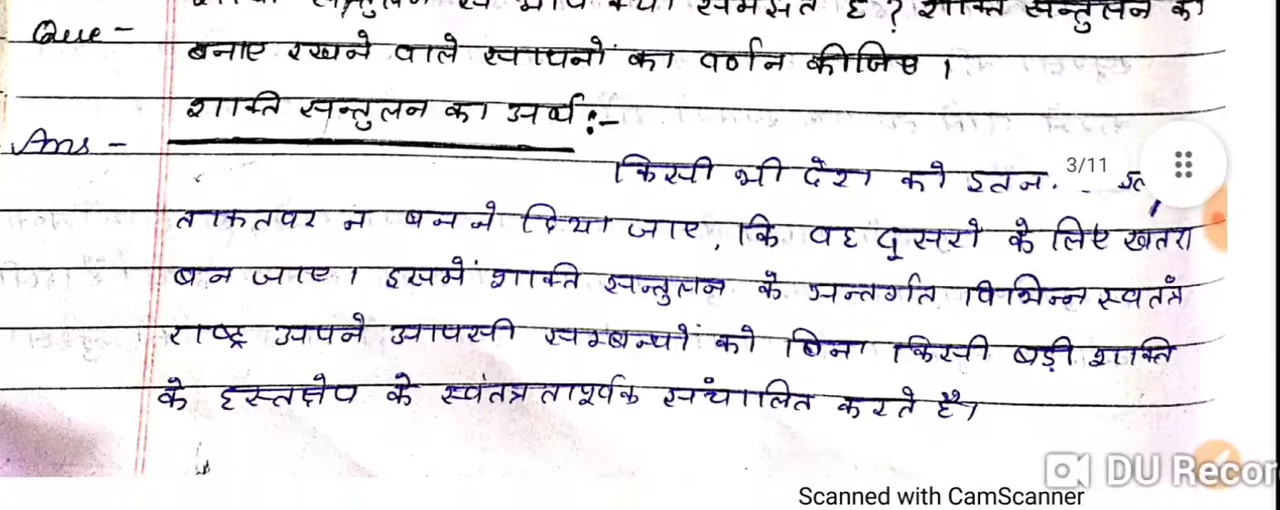 शक्ति सन्तुलन से आप क्या समझते है ? शक्ति सन्तुलन को
Que - बनाए रखने वाले साधनों का वर्णन कीजिए ।
शक्ति सन्तुलन का अर्थ :-
Ans -
किसी भी देश को 3/11
ताकतवर न बनने दिया जाए, कि वह दूसरो के लिए खतरा
बन जाए। इसमें शक्ति सन्तुलन के अन्तर्गत विभिन्न स्वतंत्र
राष्ट्र अपने आपसी सम्बन्धों को बिना किसी बड़ी शक्ति
के हस्तक्षेप के स्वंतत्रतापूर्वक संचालित करते है।
DU Recor
Scanned with CamScanner